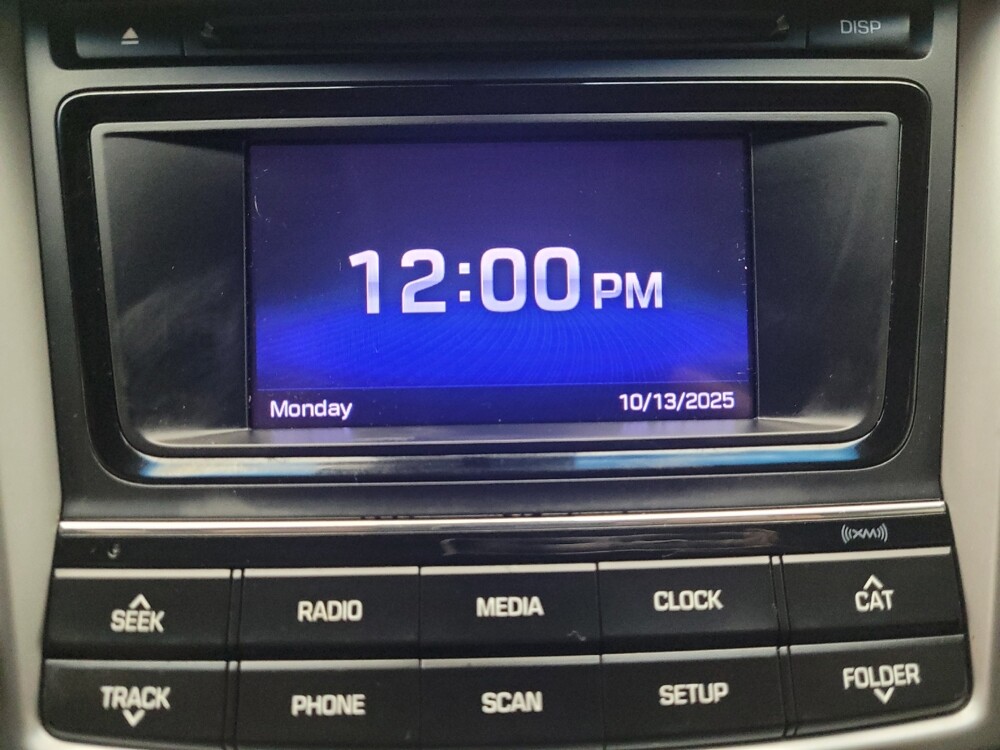 DISP
12:00 PM
Monday 10/13/2025
((XM))
SEEK RADIO MEDIA CLOCK CAT
TRACK PHONE SCAN SETUP FOLDER